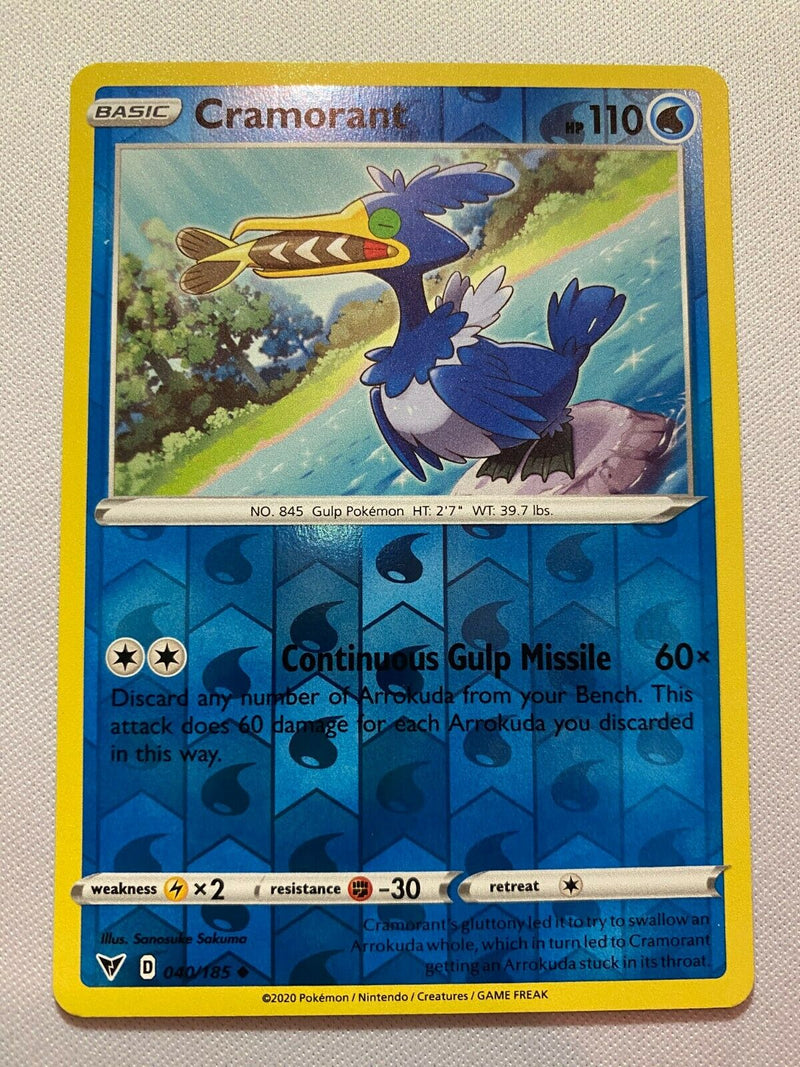 BASIC Cramorant HP 110
NO. 845 Gulp Pokémon HT: 2'7" WT: 39.7 lbs.
Continuous Gulp Missile 60×
Discard any number of Arrokuda from your Bench. This
attack does 60 damage for each Arrokuda you discarded
in this way.
weakness ×2 resistance -30 retreat
Illus. Sanosuke Sakuma
Cramorant's gluttony led it to try to swallow an
Arrokuda whole, which in turn led to Cramorant
getting an Arrokuda stuck in its throat.
D 040/185
©2020 Pokémon / Nintendo / Creatures / GAME FREAK